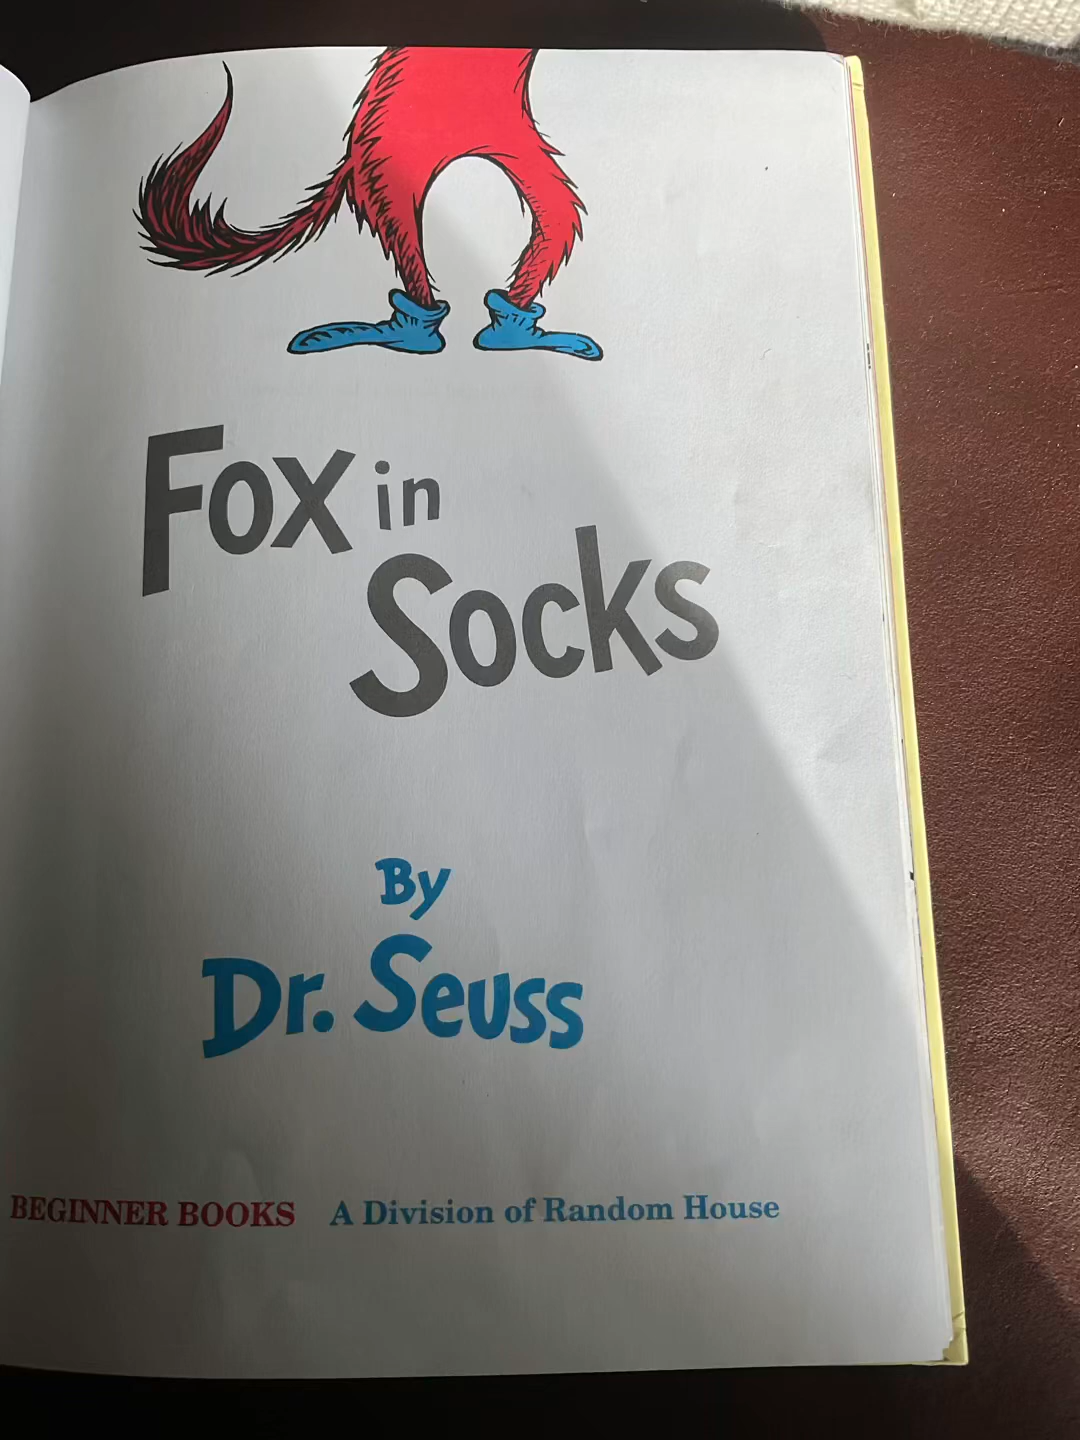 Fox in
Socks
By
Dr. Seuss
BEGINNER BOOKS A Division of Random House